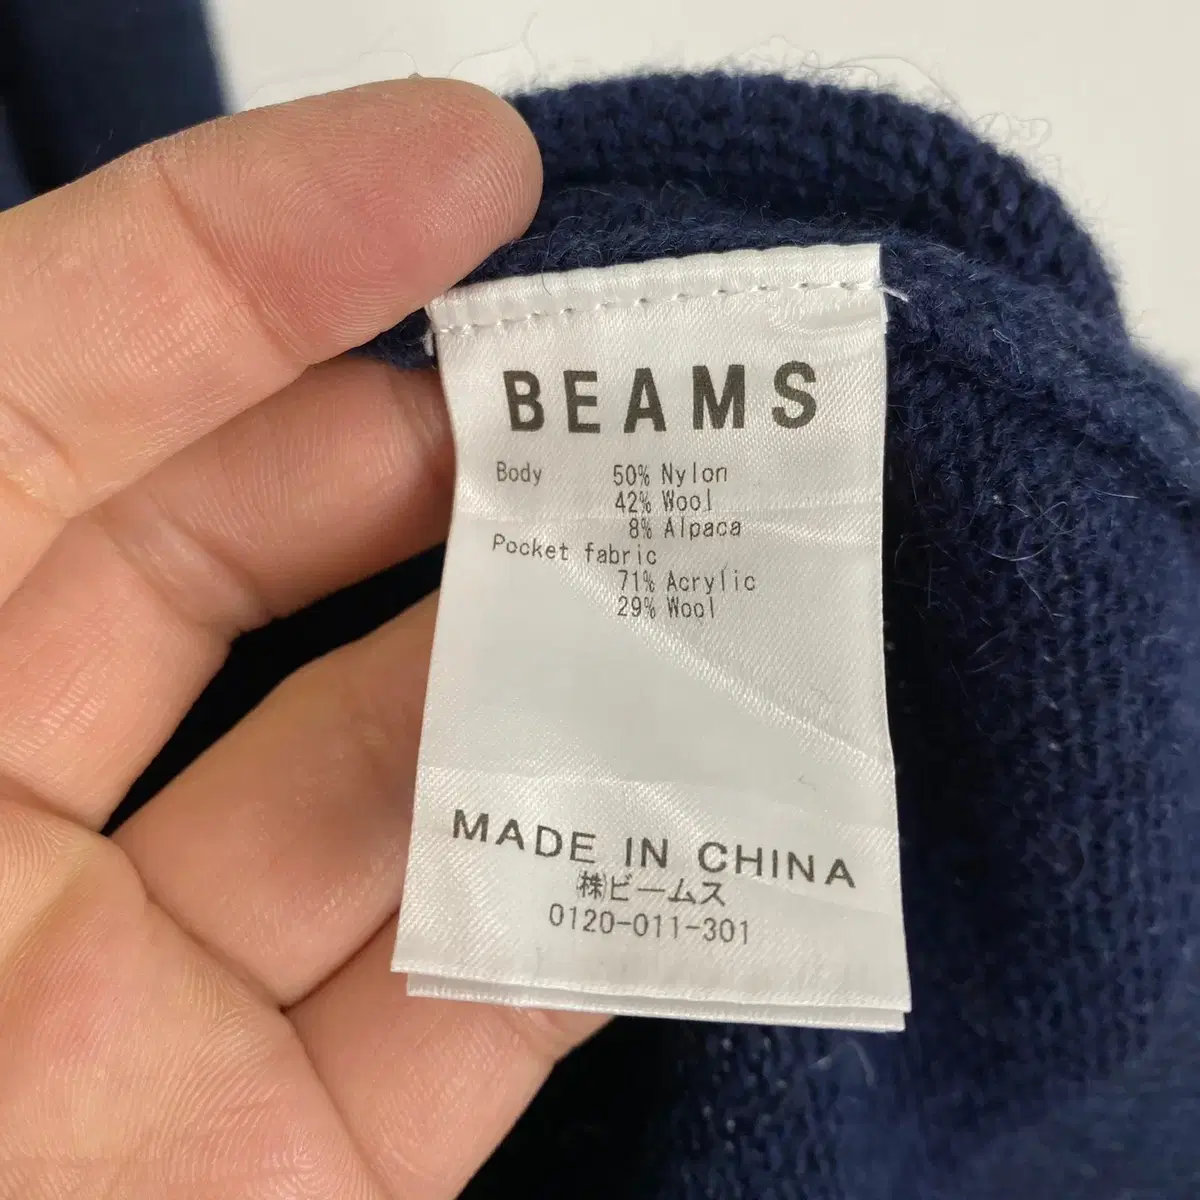 BEAMS
Body 50% Nylon
42% Wool
8% Alpaca
Pocket fabric
71% Acrylic
29% Wool
MADE IN CHINA
㈱ビームス
0120-011-301